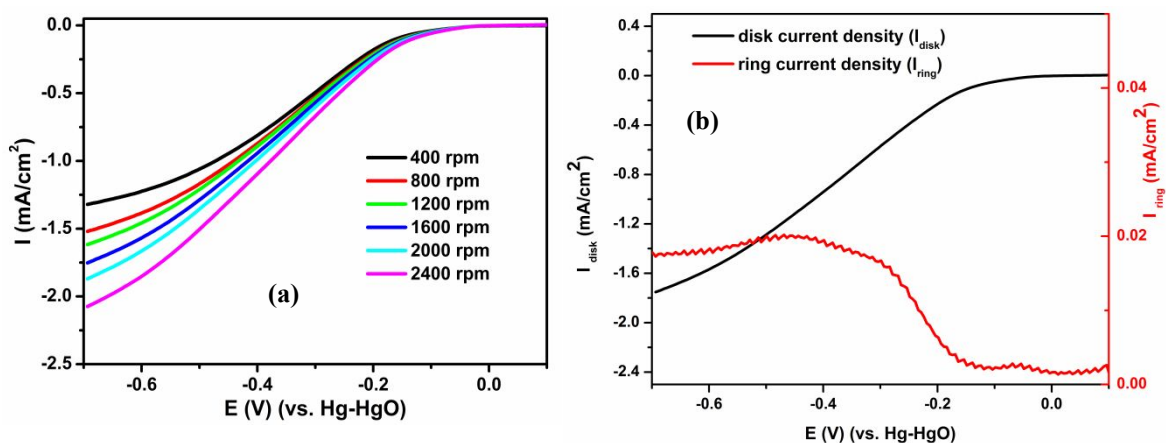 (a)
0.0
-0.5
-1.0
-1.5
-2.0
-2.5
I (mA/cm²)
400 rpm
800 rpm
1200 rpm
1600 rpm
2000 rpm
2400 rpm
(a)
-0.6 -0.4 -0.2 0.0
E (V) (vs. Hg-HgO)
(b)
0.4
0.0
-0.4
-0.8
-1.2
-1.6
-2.0
-2.4
I disk (mA/cm²)
disk current density (Idisk)
ring current density (Iring)
(b)
0.04
0.02
0.00
I ring (mA/cm²)
-0.6 -0.4 -0.2 0.0
E (V) (vs. Hg-HgO)